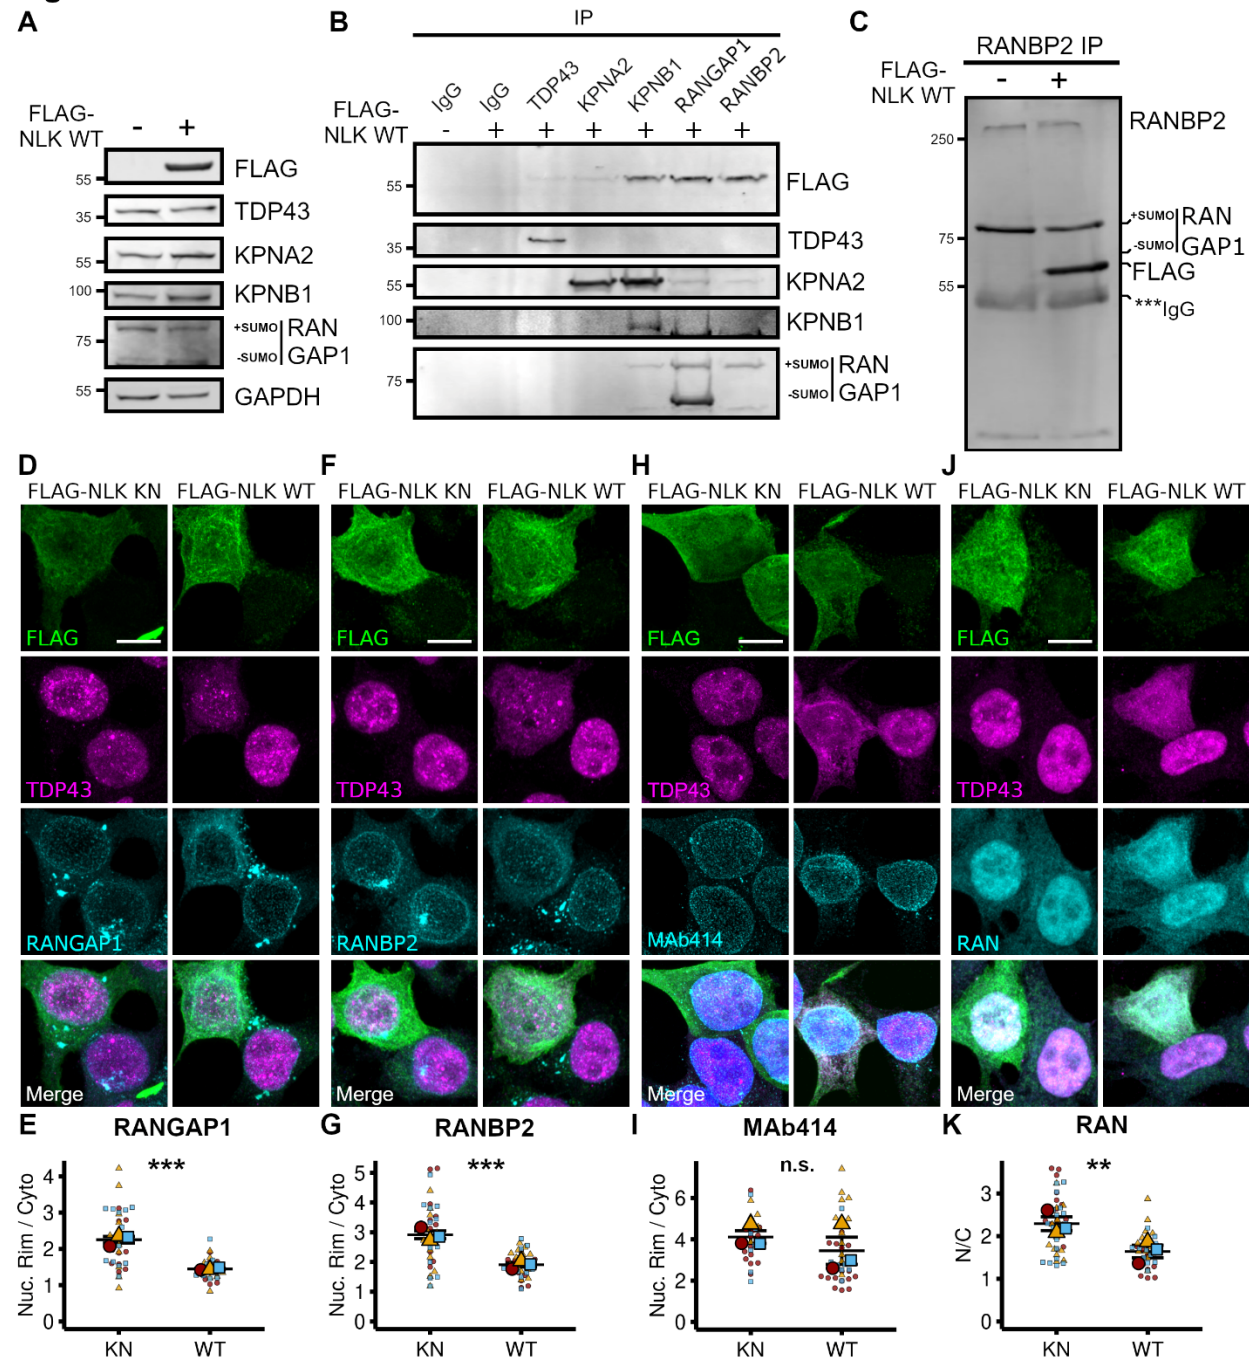 A
FLAG-
NLK WT
-
+
55
FLAG
35
TDP43
KPNA2
55
100
KPNB1
75
+SUMO
-SUMO
RAN
GAP1
55
GAPDH
B
IP
IgG
IgG
TDP43
KPNA2
KPNB1
RANGAP1
RANBP2
FLAG-
NLK WT
- + + + + + +
55
FLAG
35
TDP43
55
KPNA2
100
KPNB1
75
+SUMO
-SUMO
RAN
GAP1
C
RANBP2 IP
FLAG-
NLK WT
-
+
250
RANBP2
75
+SUMO
-SUMO
RAN
GAP1
55
FLAG
***IgG
D
FLAG-NLK KN
FLAG-NLK WT
FLAG
TDP43
RANGAP1
Merge
F
FLAG-NLK KN
FLAG-NLK WT
FLAG
TDP43
RANBP2
Merge
H
FLAG-NLK KN
FLAG-NLK WT
FLAG
TDP43
MAb414
Merge
J
FLAG-NLK KN
FLAG-NLK WT
FLAG
TDP43
RAN
Merge
E
RANGAP1
***
Nuc. Rim / Cyto
4
3
2
1
0
KN
WT
G
RANBP2
***
Nuc. Rim / Cyto
5
4
3
2
1
0
KN
WT
I
MAb414
n.s.
Nuc. Rim / Cyto
6
4
2
0
KN
WT
K
RAN
**
N/C
3
2
1
0
KN
WT